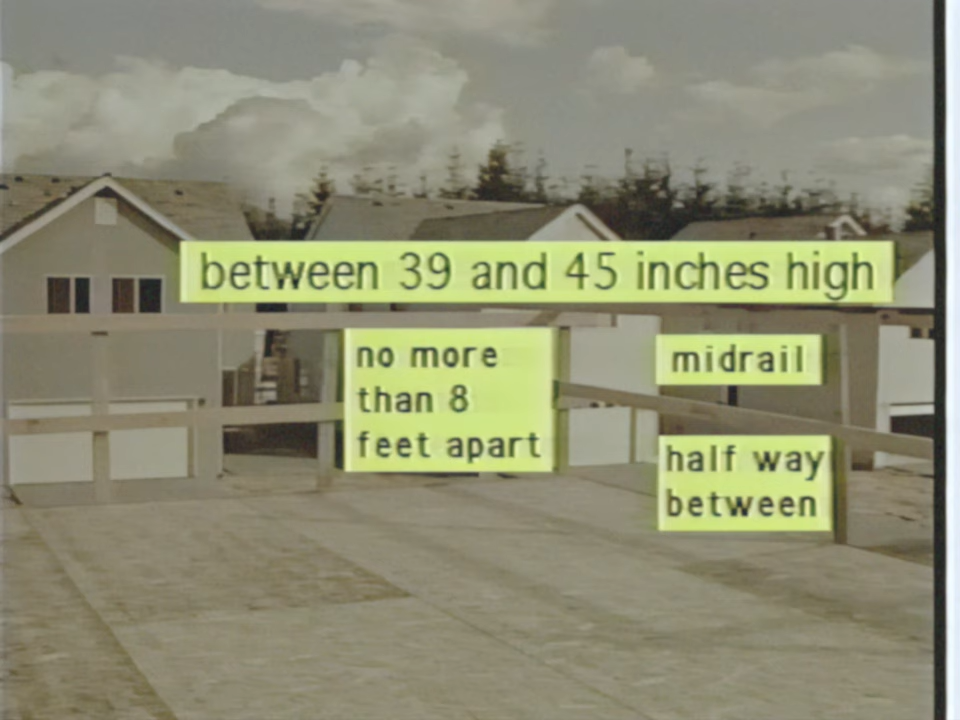 between 39 and 45 inches high
no more
than 8
feet apart
midrail
half way
between